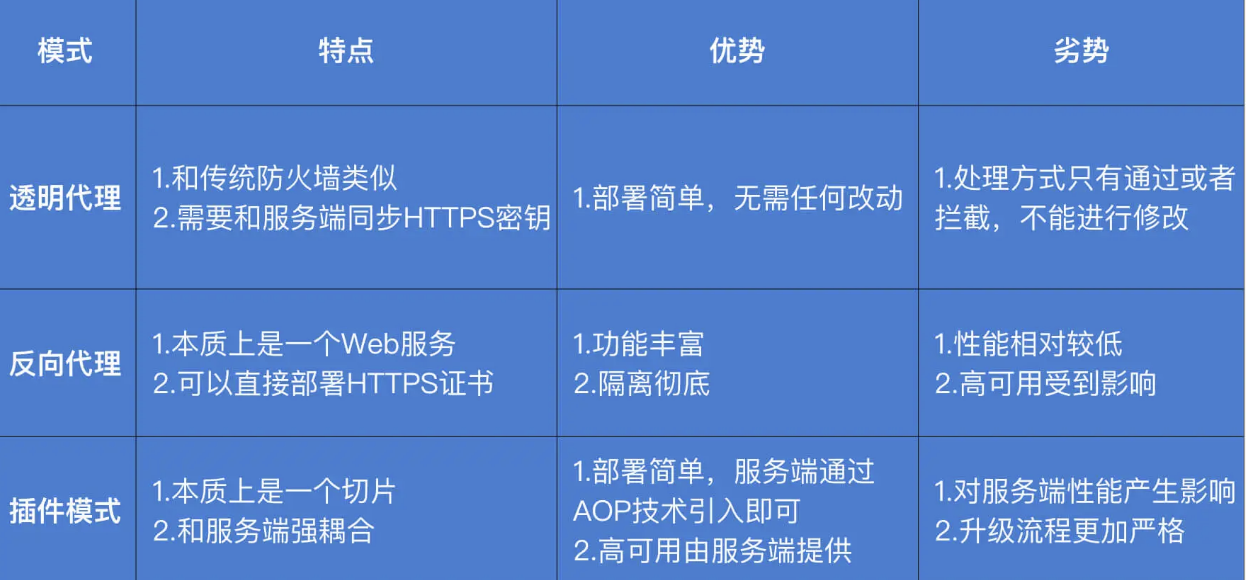 模式
特点
优势
劣势
透明代理
1.和传统防火墙类似
2.需要和服务端同步HTTPS密钥
1.部署简单，无需任何改动
1.处理方式只有通过或者
拦截，不能进行修改
反向代理
1.本质上是一个Web服务
2.可以直接部署HTTPS证书
1.功能丰富
2.隔离彻底
1.性能相对较低
2.高可用受到影响
插件模式
1.本质上是一个切片
2.和服务端强耦合
1.部署简单，服务端通过
AOP技术引入即可
2.高可用由服务端提供
1.对服务端性能产生影响
2.升级流程更加严格